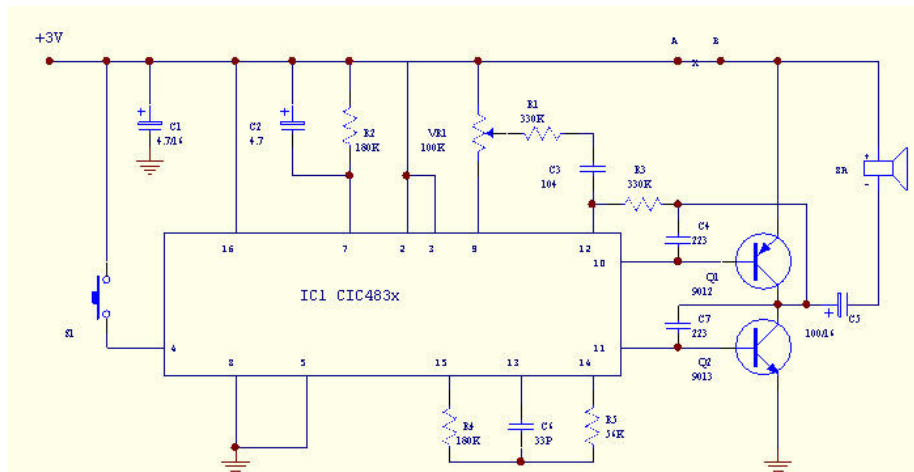 +3V
A
B
X
C1
4.7/16
C2
4.7
R2
180K
VR1
100K
R1
330K
C3
104
R3
330K
SR
+
-
C4
223
16
7
2
3
9
12
10
Q1
9012
IC1 CIC483x
C7
223
C5
100/16
S1
4
11
Q2
9013
8
5
15
13
14
R4
180K
C6
33P
R5
56K